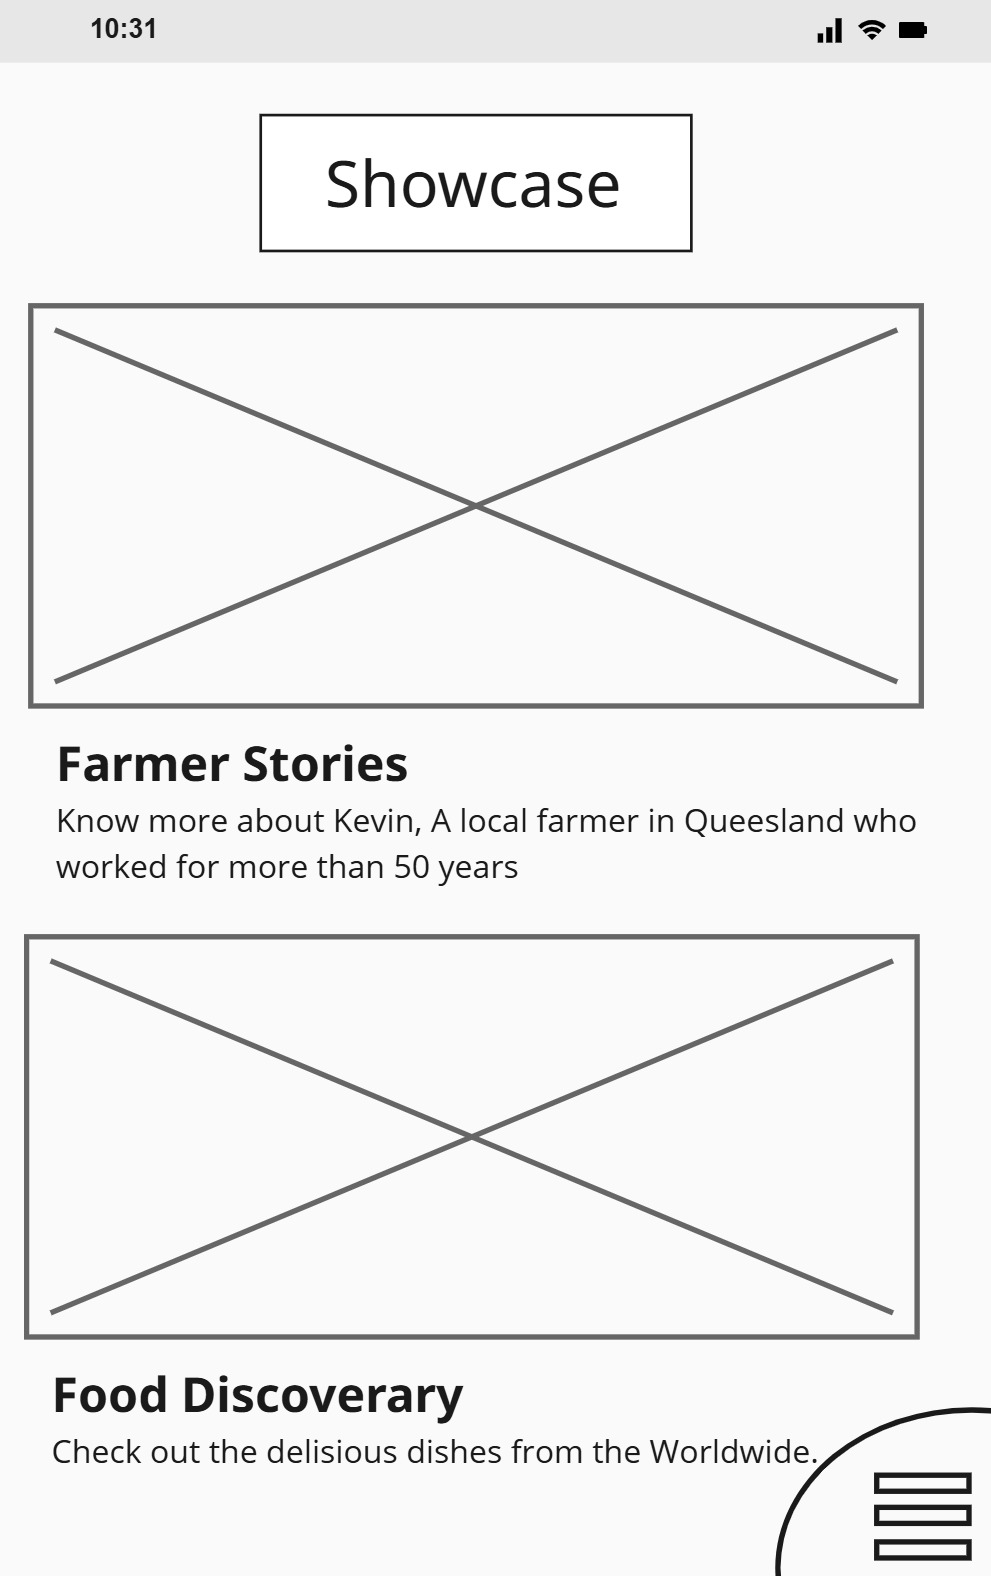 10:31
Showcase
Farmer Stories
Know more about Kevin, A local farmer in Queesland who
worked for more than 50 years
Food Discoverary
Check out the delisious dishes from the Worldwide.